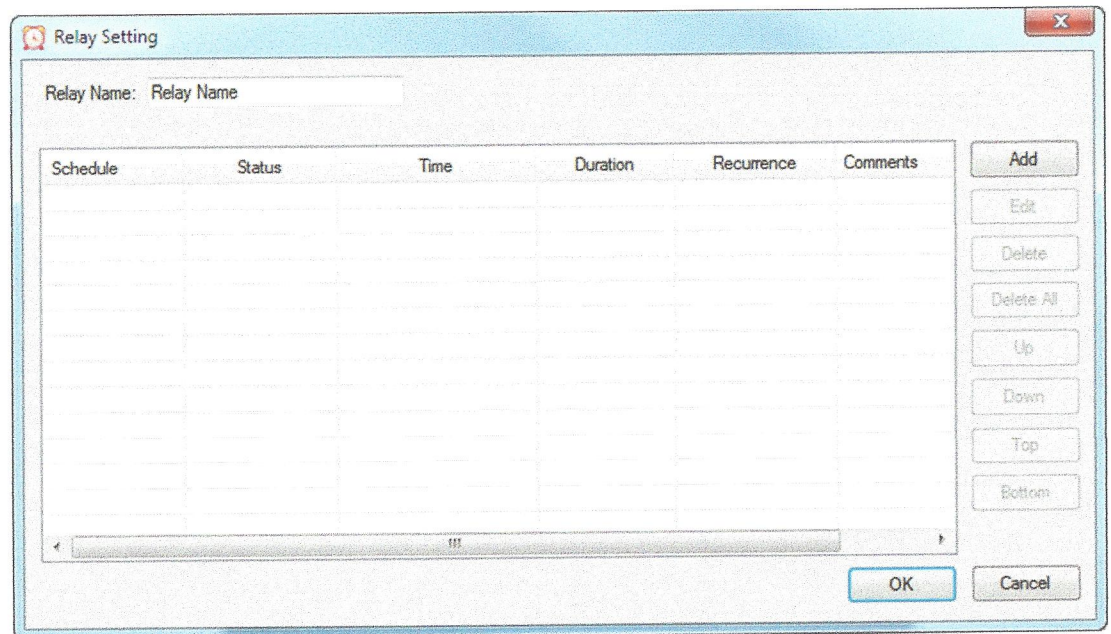 Relay Setting
Relay Name: Relay Name
Schedule Status Time Duration Recurrence Comments
Add
Edit
Delete
Delete All
Up
Down
Top
Bottom
OK Cancel